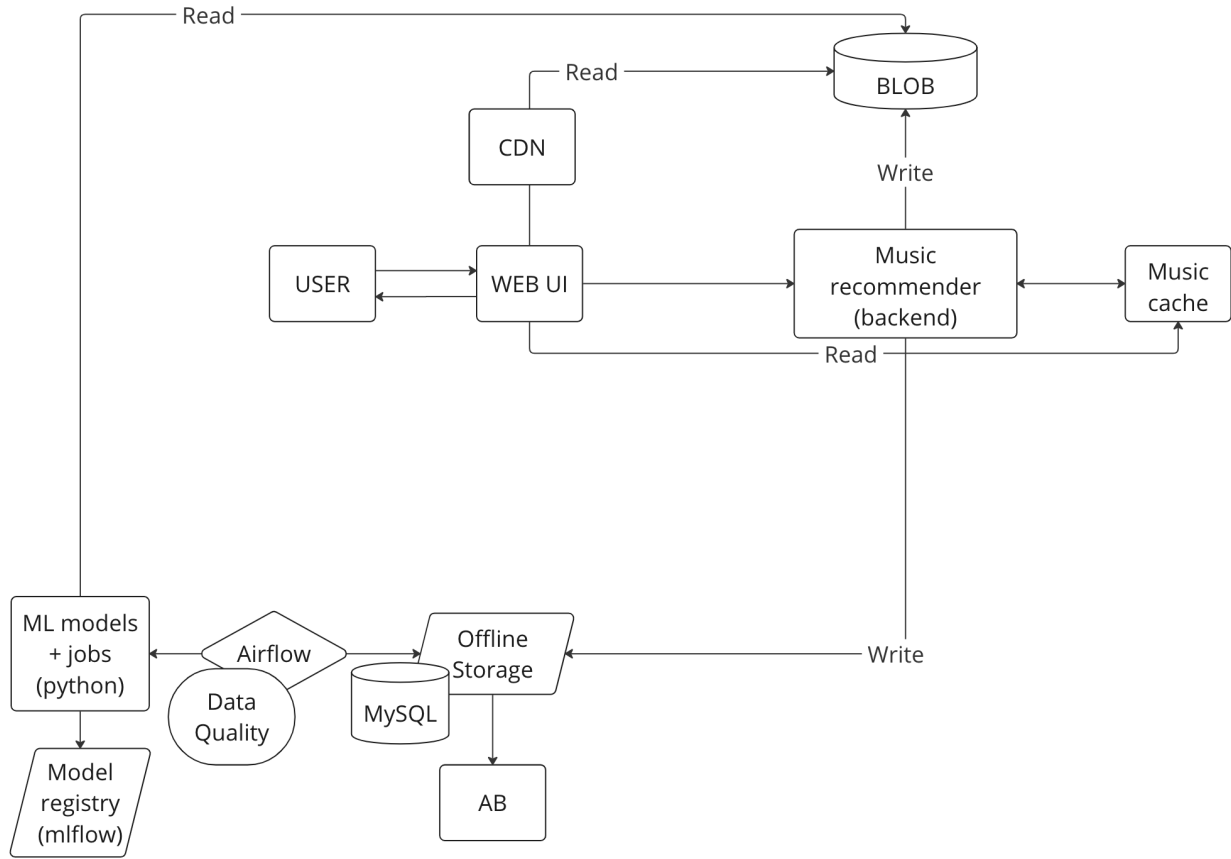 Read
Read
BLOB
CDN
Write
USER
WEB UI
Music
recommender
(backend)
Music
cache
Read
ML models
+ jobs
(python)
Airflow
Data
Quality
Offline
Storage
MySQL
Write
Model
registry
(mlflow)
AB